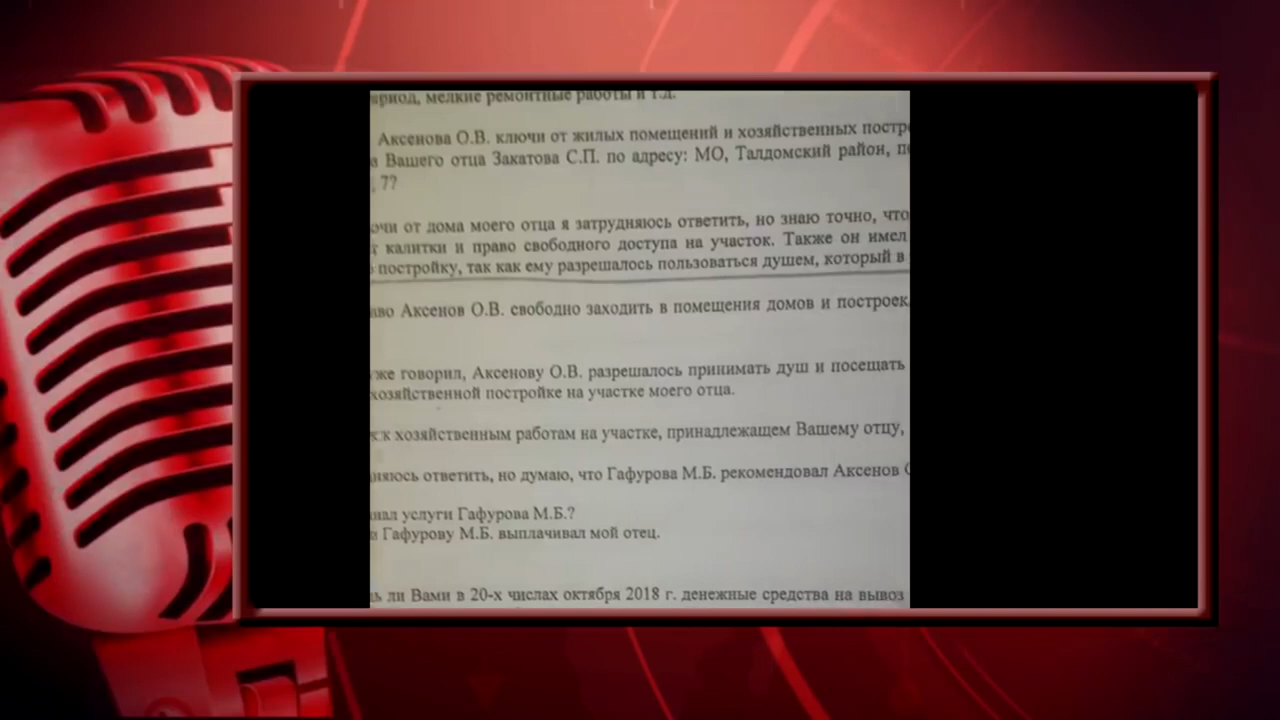 мелкие ремонтные работы и т.д.
Аксенова О.В. ключи от жилых помещений и хозяйственных постр
Вашего отца Закатова С.П. по адресу: МО, Талдомский район,
, 7?
от дома моего отца я затрудняюсь ответить, но знаю точно, что
калитки и право свободного доступа на участок. Также он имел
постройку, так как ему разрешалось пользоваться душем, который в
Аксенов О.В. свободно заходить в помещения домов и построек,
же говорил, Аксенову О.В. разрешалось принимать душ и посещать
хозяйственной постройке на участке моего отца.
к хозяйственным работам на участке, принадлежащем Вашему отцу,
няюсь ответить, но думаю, что Гафурова М.Б. рекомендовал Аксенов О
услуги Гафурова М.Б.?
Гафурову М.Б. выплачивал мой отец.
ли Вами в 20-х числах октября 2018 г. денежные средства на вывоз